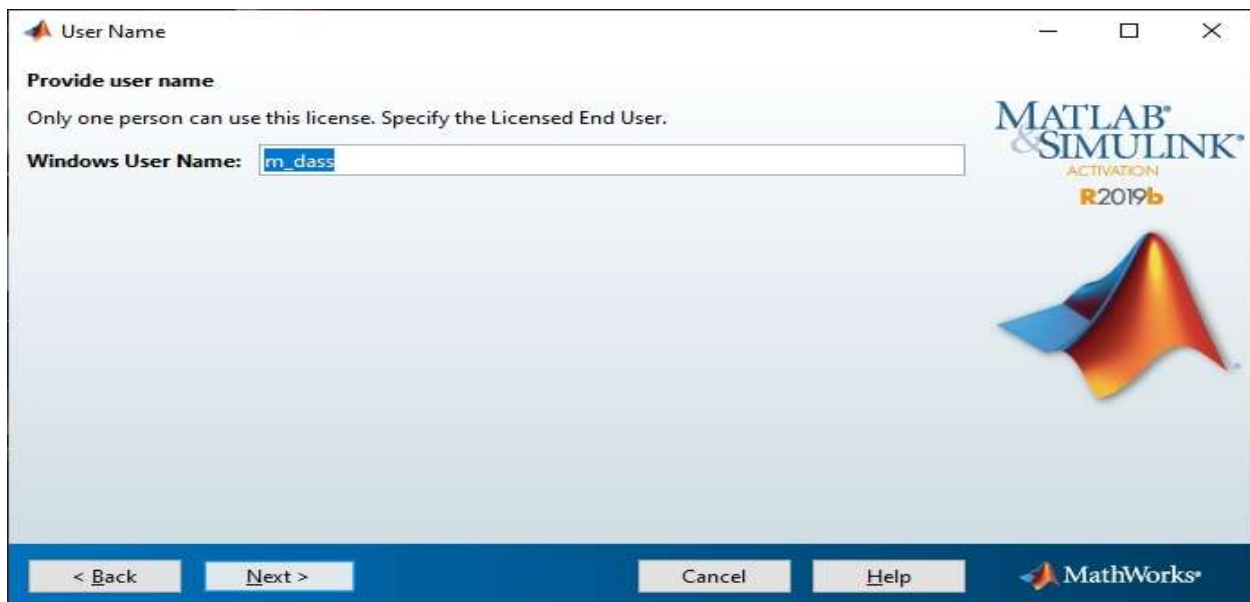 User Name
Provide user name
Only one person can use this license. Specify the Licensed End User.
Windows User Name: m_dass
MATLAB®
&SIMULINK®
ACTIVATION
R2019b
< Back Next > Cancel Help MathWorks®